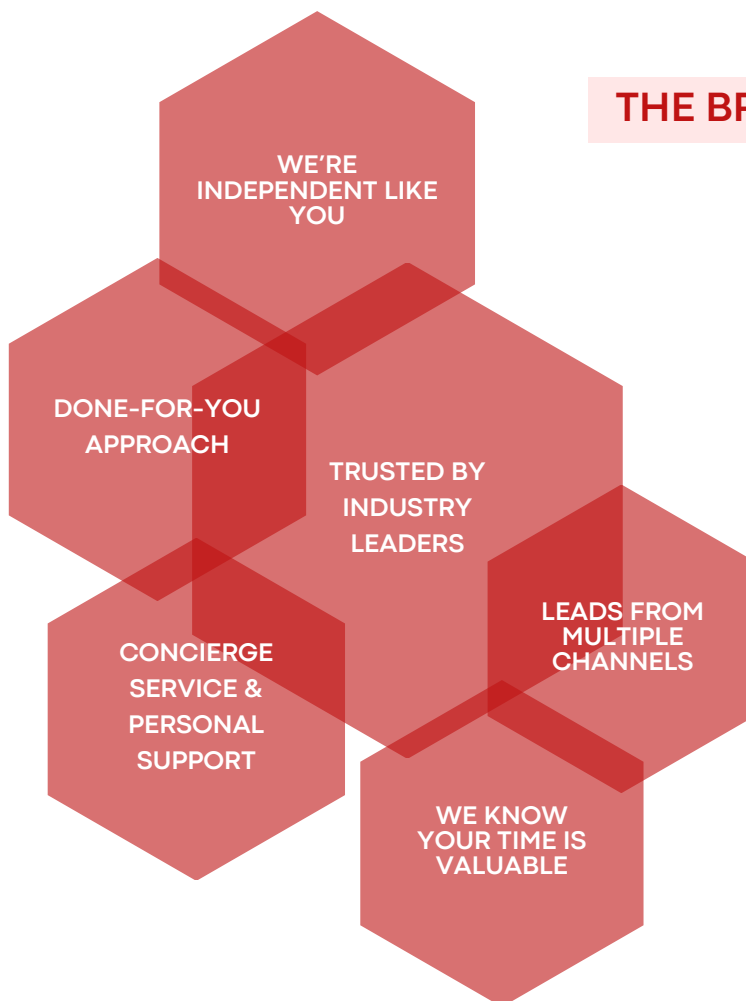 THE BR
WE'RE
INDEPENDENT LIKE
YOU
DONE-FOR-YOU
APPROACH
TRUSTED BY
INDUSTRY
LEADERS
LEADS FROM
MULTIPLE
CHANNELS
CONCIERGE
SERVICE &
PERSONAL
SUPPORT
WE KNOW
YOUR TIME IS
VALUABLE